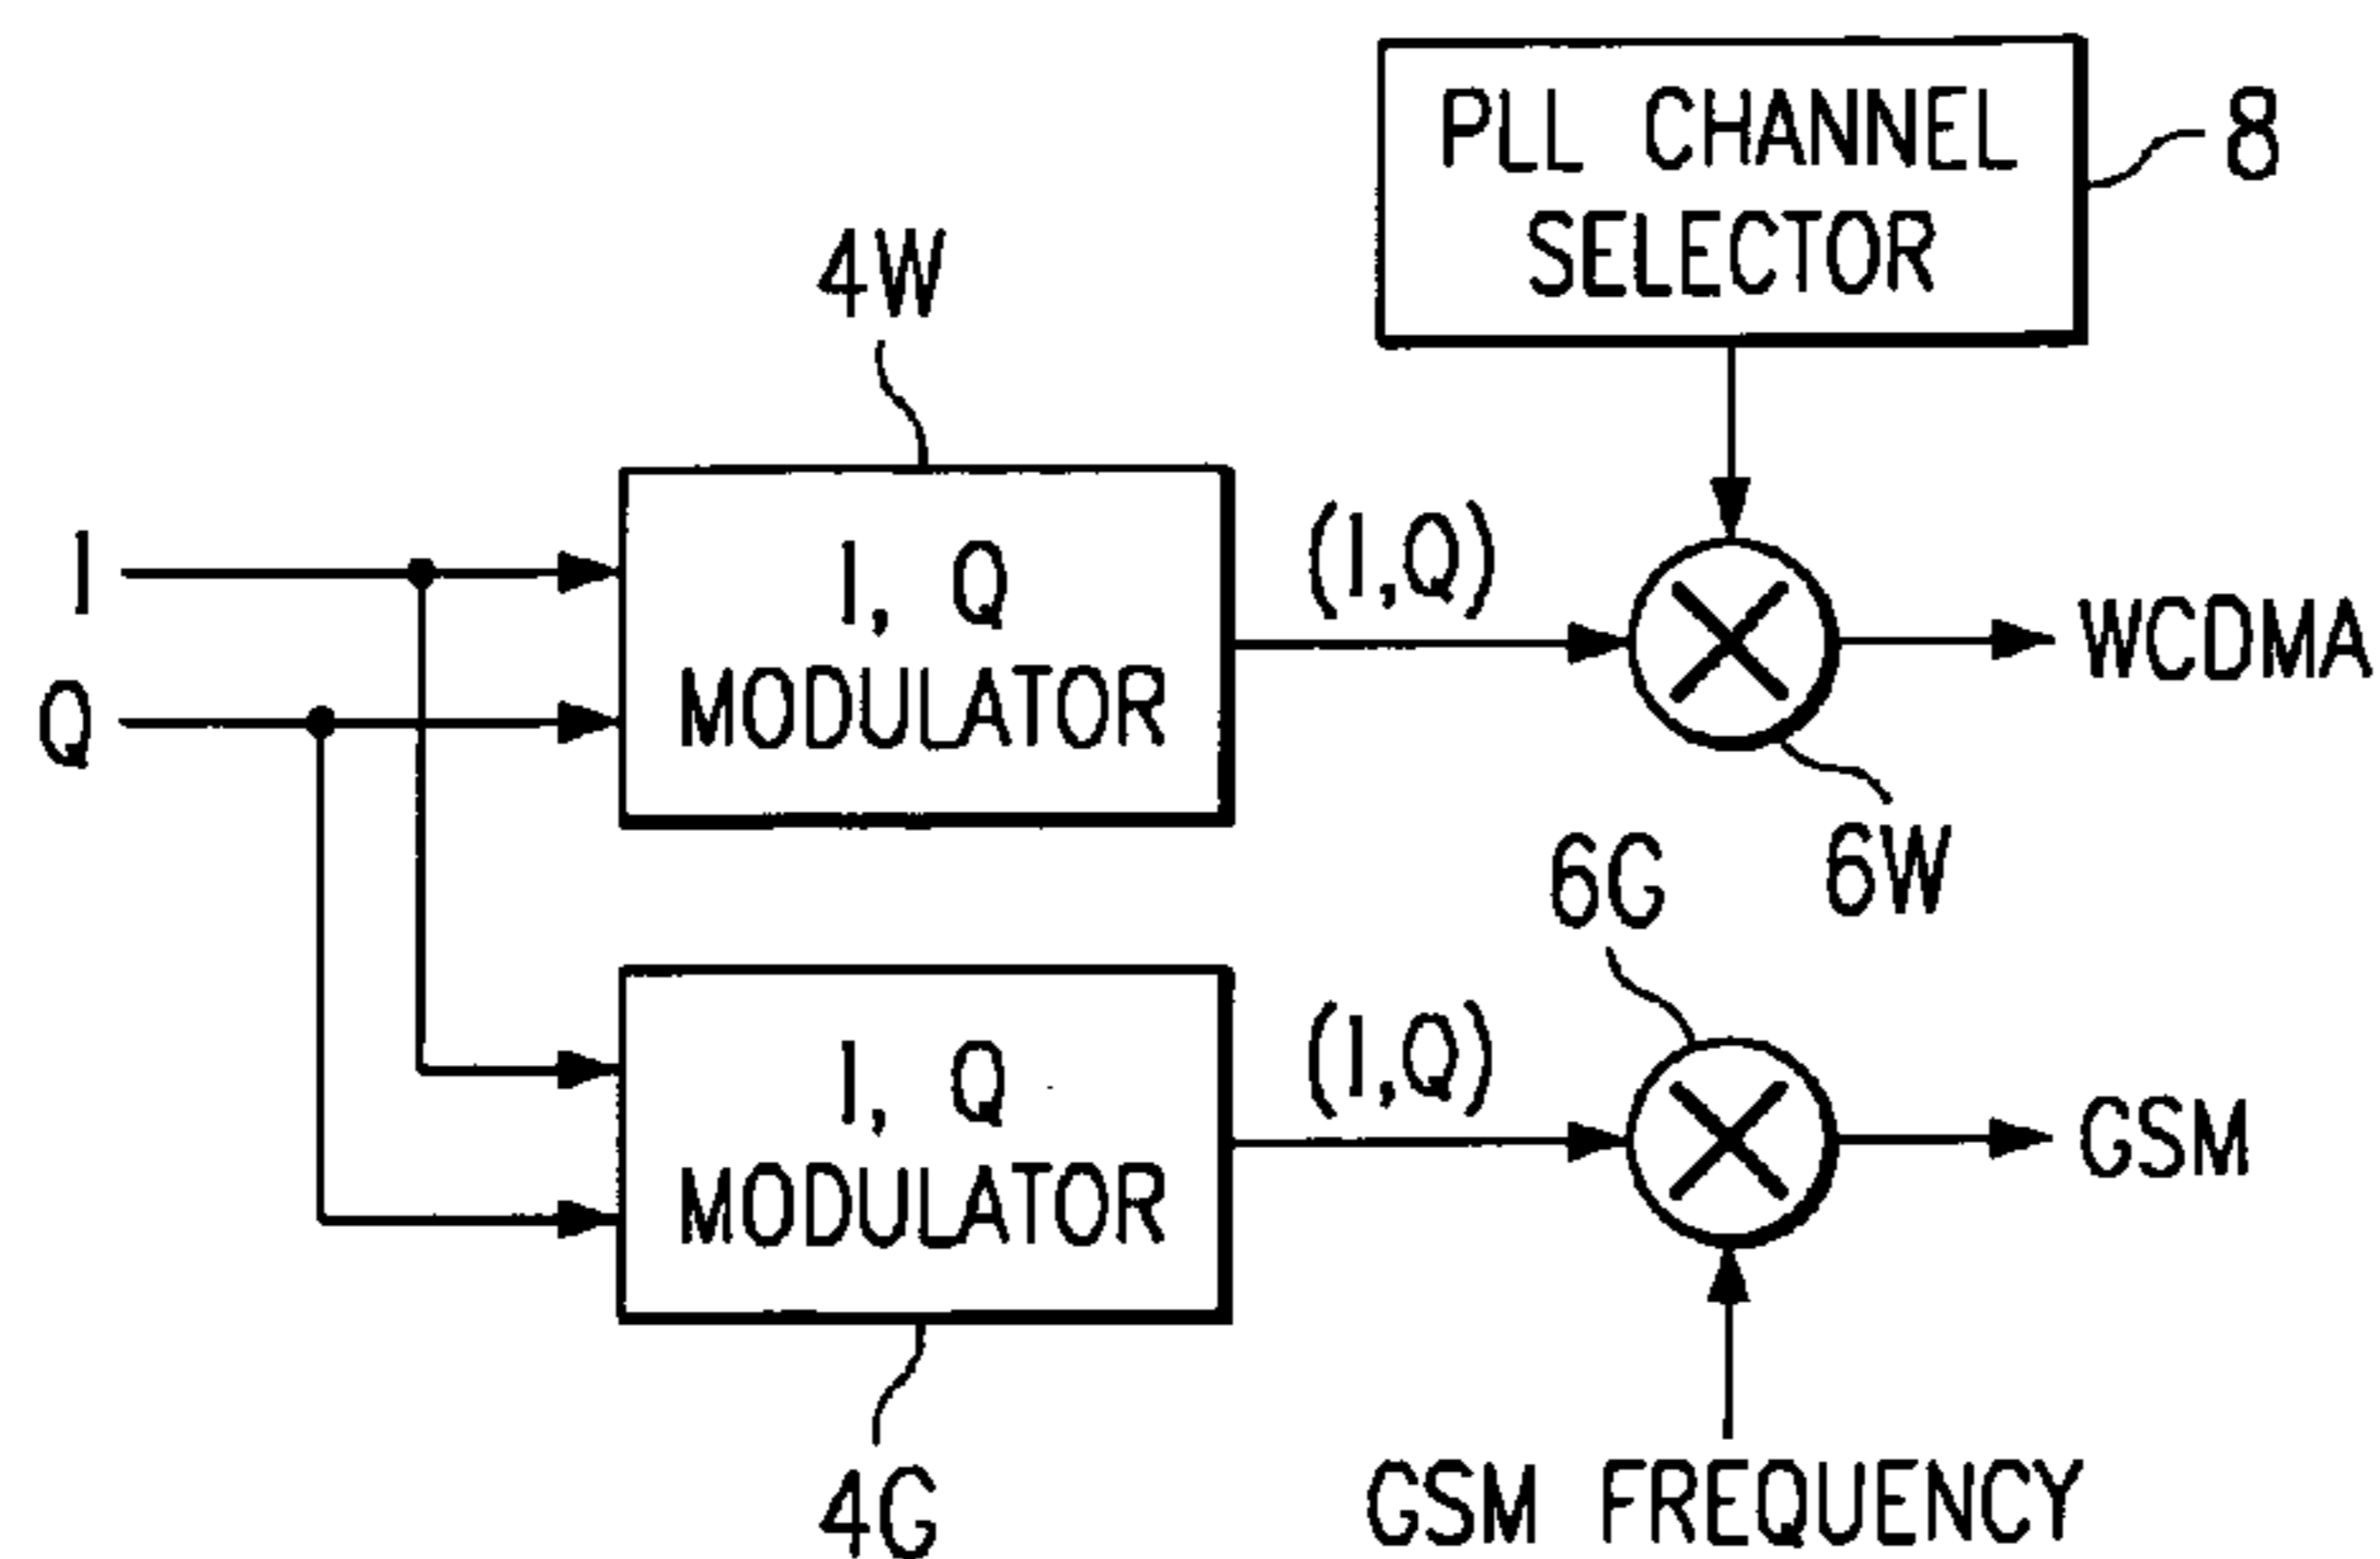 PLL CHANNEL
SELECTOR
8
4W
I
Q
I, Q
MODULATOR
(I,Q)
WCDMA
6W
6G
I, Q
MODULATOR
(I,Q)
GSM
4G
GSM FREQUENCY